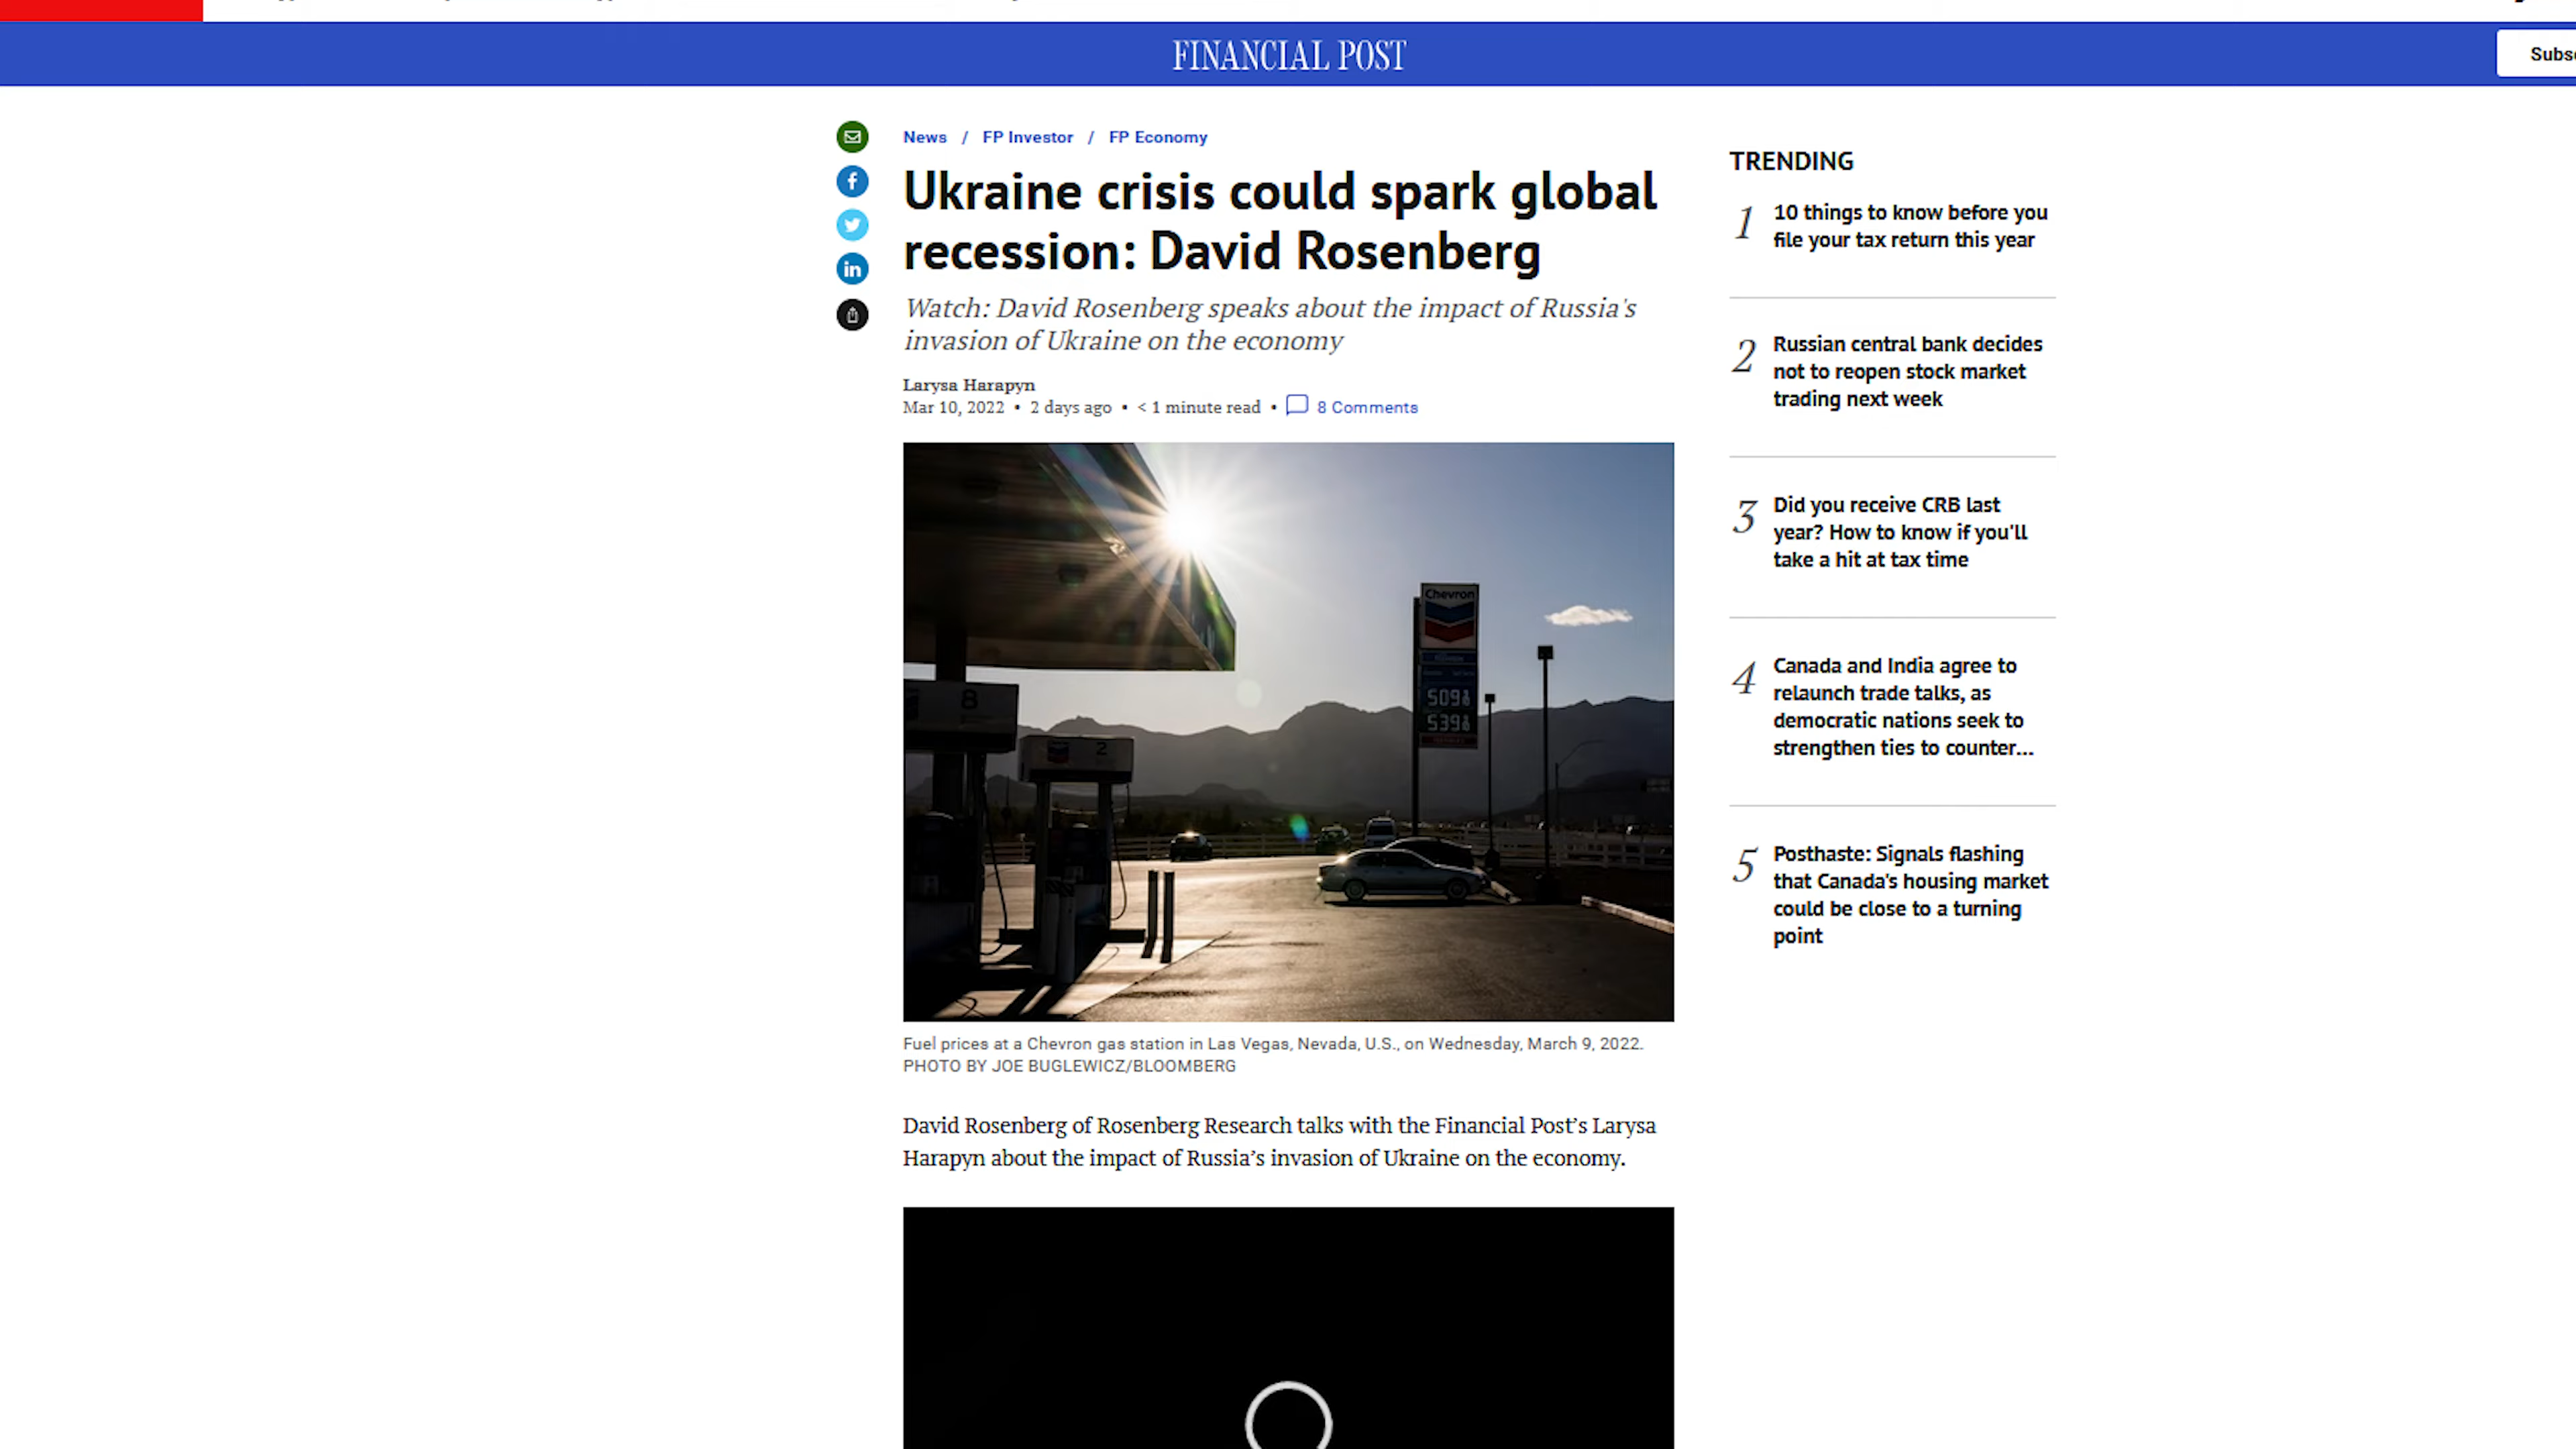 FINANCIAL POST
News / FP Investor / FP Economy
Ukraine crisis could spark global
recession: David Rosenberg
Watch: David Rosenberg speaks about the impact of Russia's
invasion of Ukraine on the economy
Larysa Harapyn
Mar 10, 2022 • 2 days ago • < 1 minute read • 8 Comments
8
2
Chevron
509
539
Fuel prices at a Chevron gas station in Las Vegas, Nevada, U.S., on Wednesday, March 9, 2022.
PHOTO BY JOE BUGLEWICZ/BLOOMBERG
David Rosenberg of Rosenberg Research talks with the Financial Post’s Larysa
Harapyn about the impact of Russia’s invasion of Ukraine on the economy.
TRENDING
1
10 things to know before you
file your tax return this year
2
Russian central bank decides
not to reopen stock market
trading next week
3
Did you receive CRB last
year? How to know if you'll
take a hit at tax time
4
Canada and India agree to
relaunch trade talks, as
democratic nations seek to
strengthen ties to counter...
5
Posthaste: Signals flashing
that Canada's housing market
could be close to a turning
point